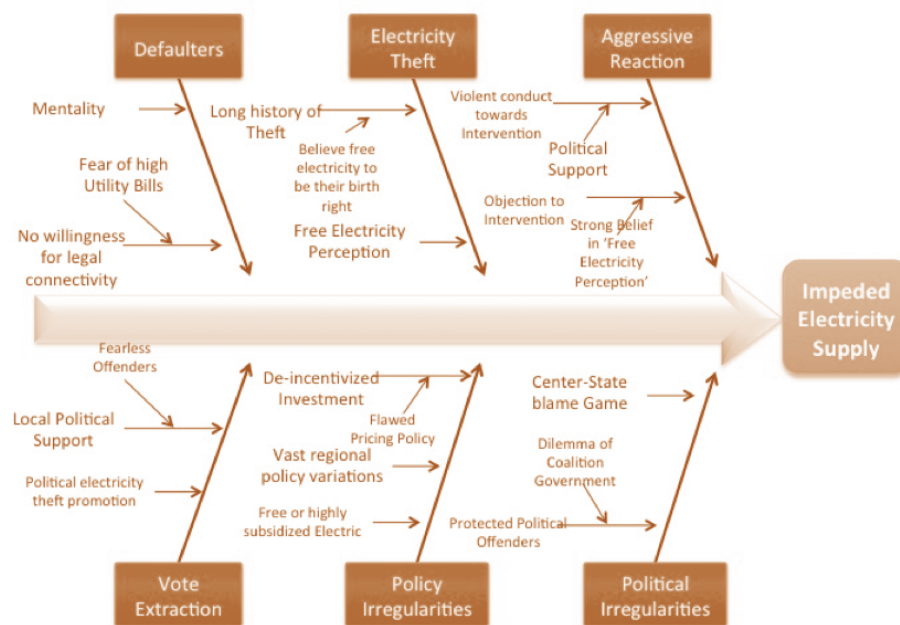 Defaulters
Electricity
Theft
Aggressive
Reaction
Mentality
Fear of high
Utility Bills
No willingness
for legal
connectivity
Long history of
Theft
Believe free
electricity to
be their birth
right
Free Electricity
Perception
Violent conduct
towards
Intervention
Political
Support
Objection to
Intervention
Strong Belief
in 'Free
Electricity
Perception'
Impeded
Electricity
Supply
Fearless
Offenders
Local Political
Support
Political electricity
theft promotion
De-incentivized
Investment
Flawed
Pricing Policy
Vast regional
policy variations
Free or highly
subsidized Electric
Center-State
blame Game
Dilemma of
Coalition
Government
Protected Political
Offenders
Vote
Extraction
Policy
Irregularities
Political
Irregularities